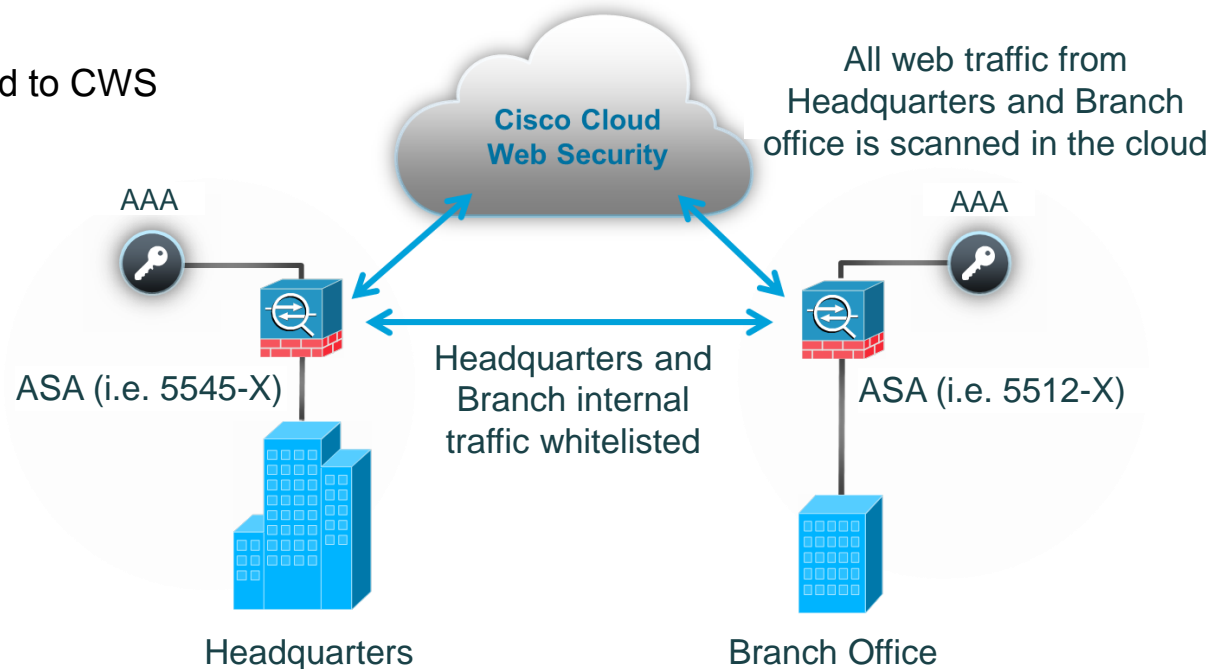 d to CWS
Cisco Cloud
Web Security
All web traffic from
Headquarters and Branch
office is scanned in the cloud
AAA
AAA
ASA (i.e. 5545-X)
Headquarters and
Branch internal
traffic whitelisted
ASA (i.e. 5512-X)
Headquarters
Branch Office